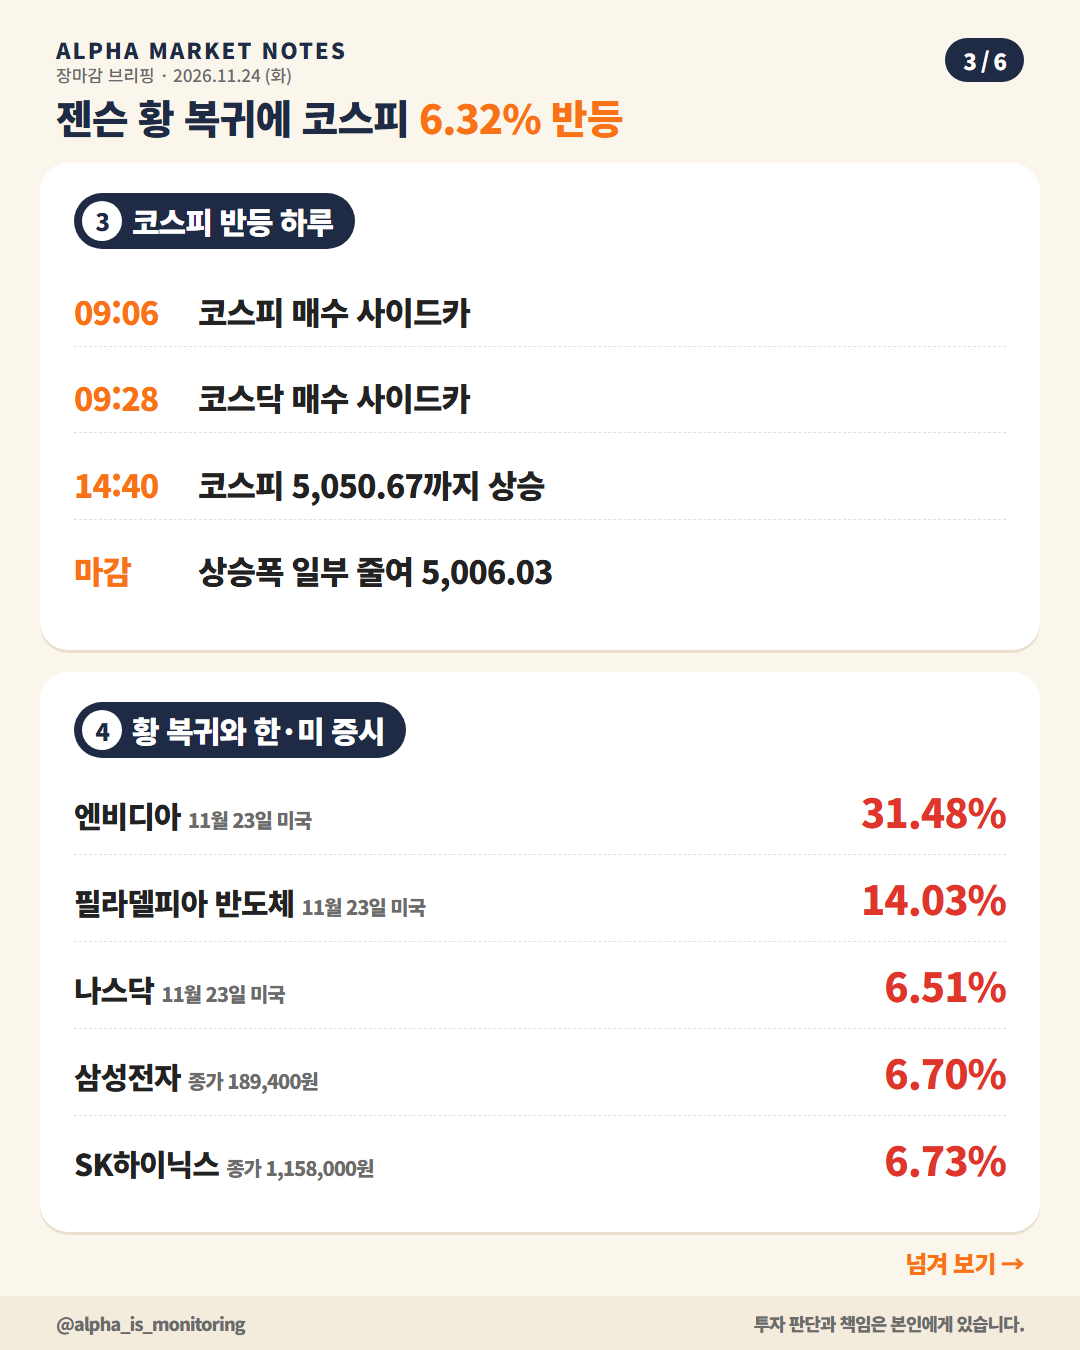 ALPHA MARKET NOTES
장마감 브리핑 · 2026.11.24 (화)
3 / 6
젠슨 황 복귀에 코스피 6.32% 반등
3 코스피 반등 하루
09:06 코스피 매수 사이드카
09:28 코스닥 매수 사이드카
14:40 코스피 5,050.67까지 상승
마감 상승폭 일부 줄여 5,006.03
4 황 복귀와 한·미 증시
엔비디아 11월 23일 미국 31.48%
필라델피아 반도체 11월 23일 미국 14.03%
나스닥 11월 23일 미국 6.51%
삼성전자 종가 189,400원 6.70%
SK하이닉스 종가 1,158,000원 6.73%
넘겨 보기 →
@alpha_is_monitoring
투자 판단과 책임은 본인에게 있습니다.